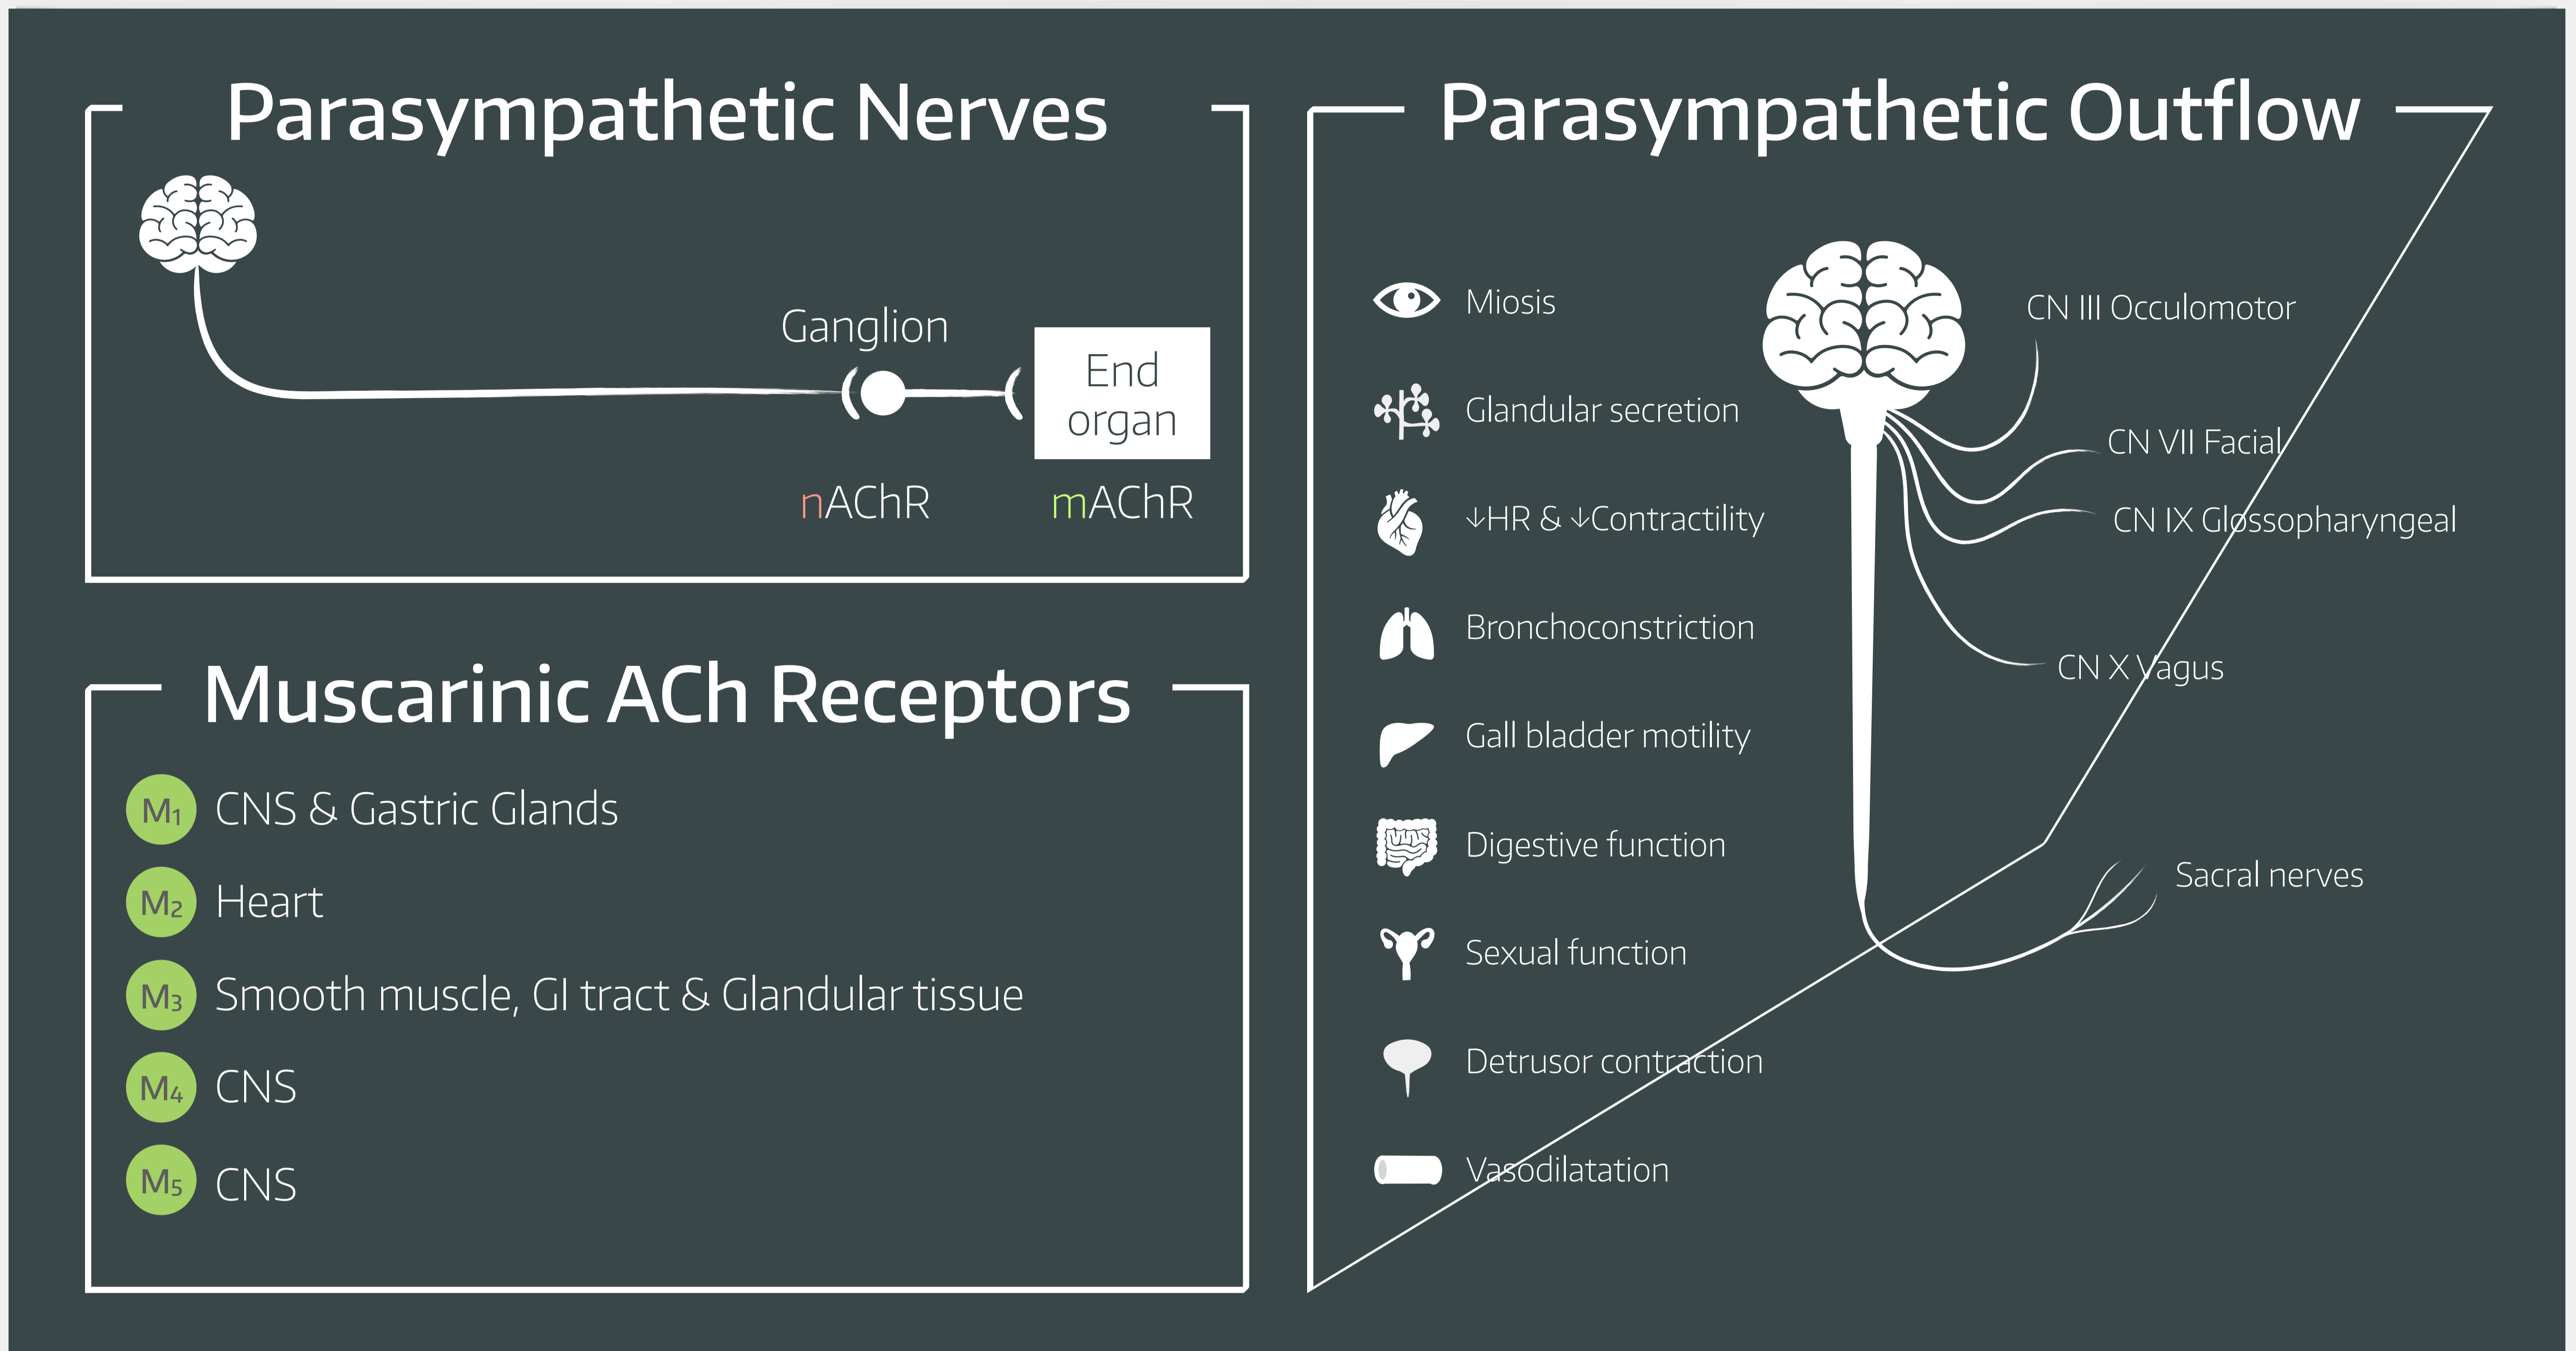 Parasympathetic Nerves
Ganglion
End
organ
nAChR
mAChR
Muscarinic ACh Receptors
M₁ CNS & Gastric Glands
M₂ Heart
M₃ Smooth muscle, GI tract & Glandular tissue
M₄ CNS
M₅ CNS
Parasympathetic Outflow
Miosis
Glandular secretion
↓HR & ↓Contractility
Bronchoconstriction
Gall bladder motility
Digestive function
Sexual function
Detrusor contraction
Vasodilatation
CN III Occulomotor
CN VII Facial
CN IX Glossopharyngeal
CN X Vagus
Sacral nerves